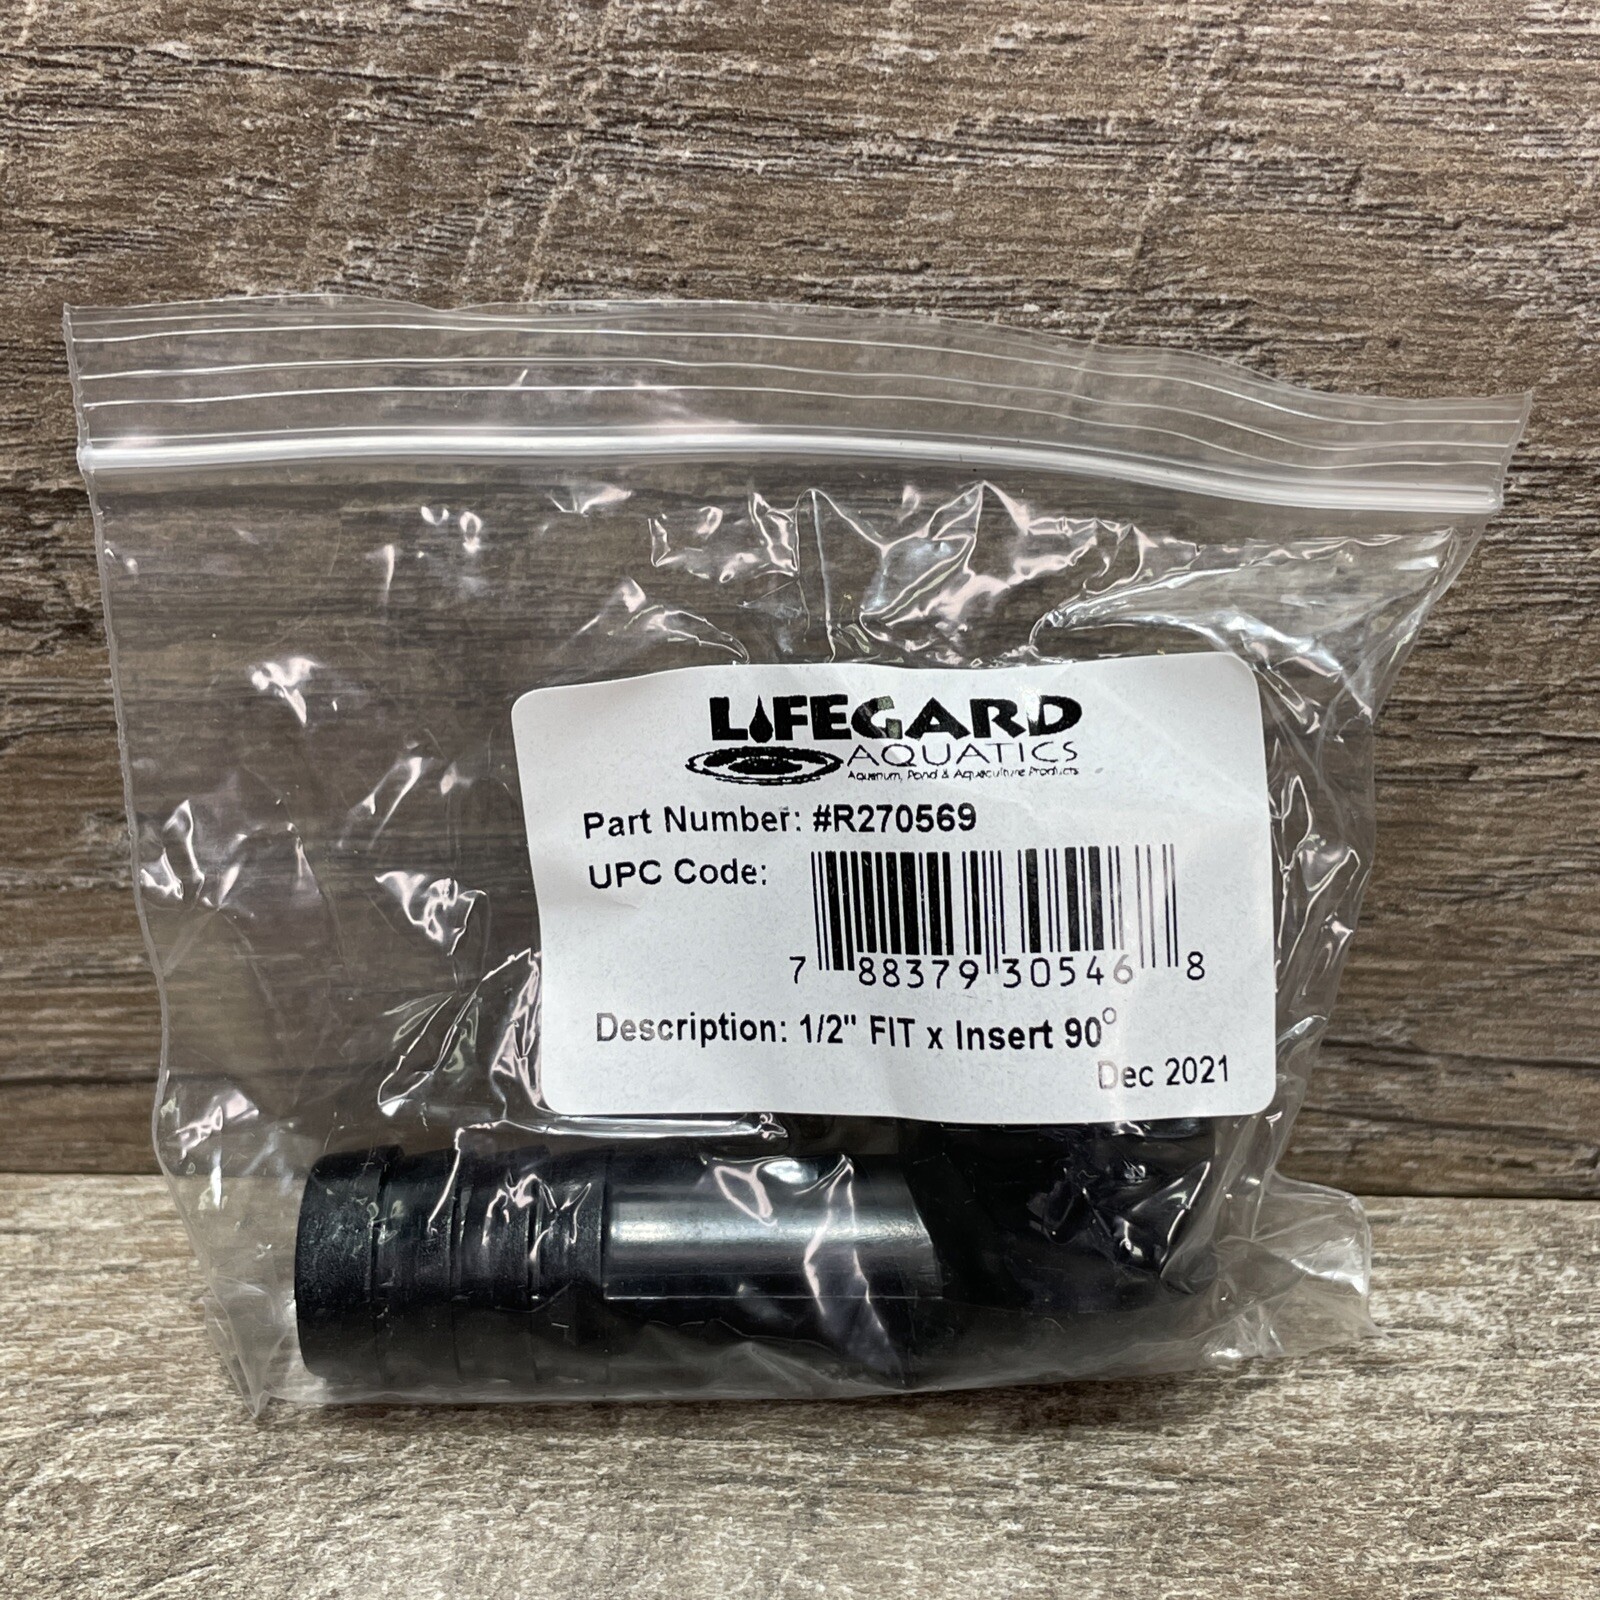 LIFEGARD
AQUATICS
Aquarium, Pond & Aquaculture Products
Part Number: #R270569
UPC Code:
7 88379 30546 8
Description: 1/2" FIT x Insert 90°
Dec 2021